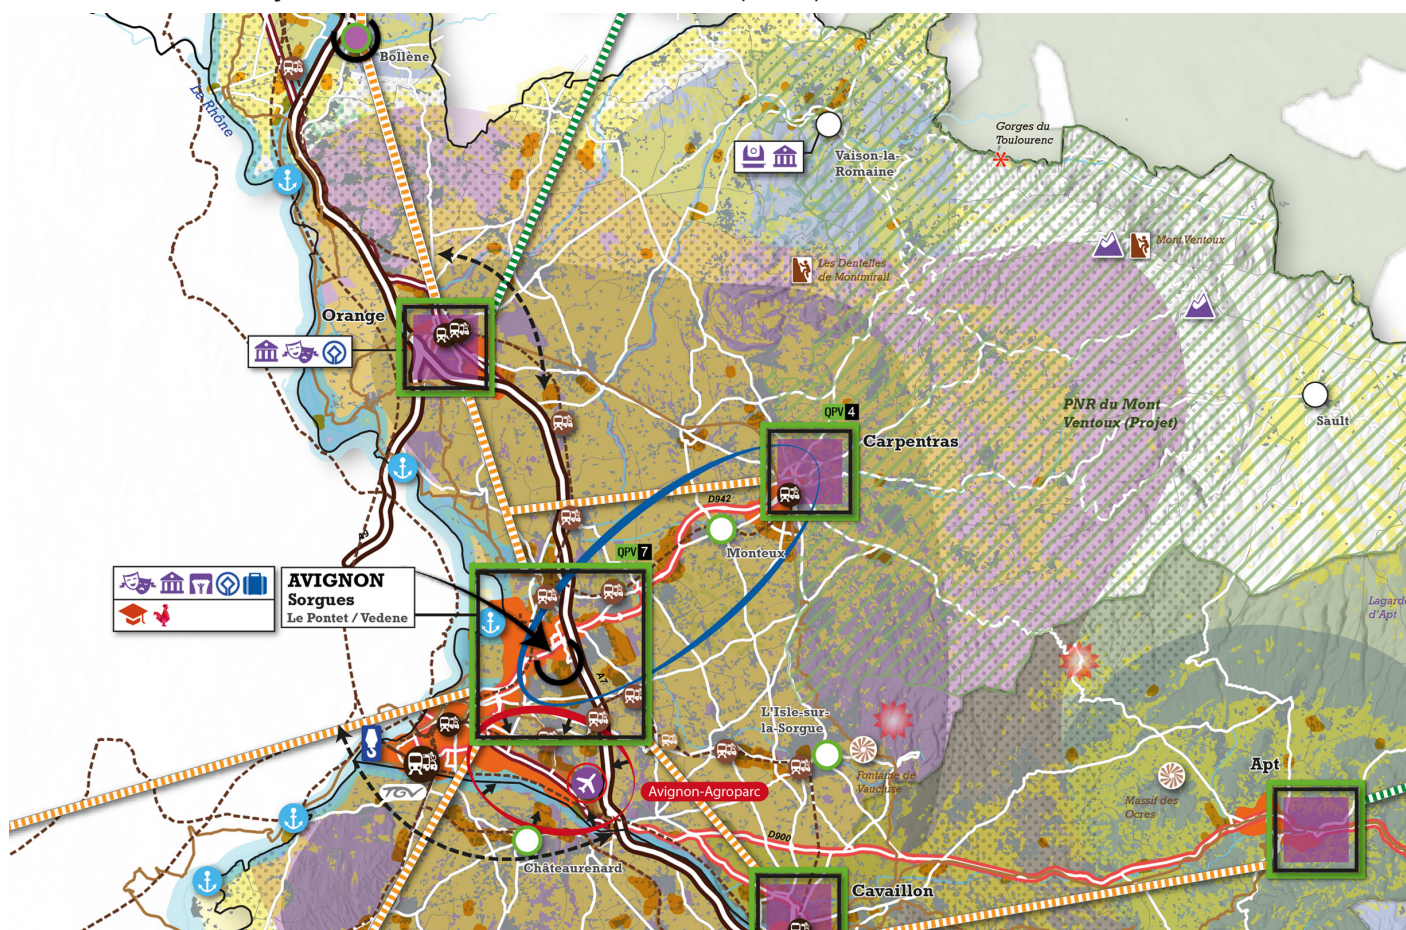 Bollène
Le Rhône
Gorges du
Toulourenc
Vaison-la-
Romaine
Mont Ventoux
Les Dentelles
de Montmirail
Orange
PNR du Mont
Ventoux (Projet)
Sault
QPV 4
Carpentras
D942
Monteux
A9
QPV 7
AVIGNON
Sorgues
Le Pontet / Vedene
Lagarde
d'Apt
A7
L'Isle-sur-
la-Sorgue
Fontaine de
Vaucluse
Apt
TGV
Avignon-Agroparc
Massif des
Ocres
D900
Châteaurenard
Cavaillon